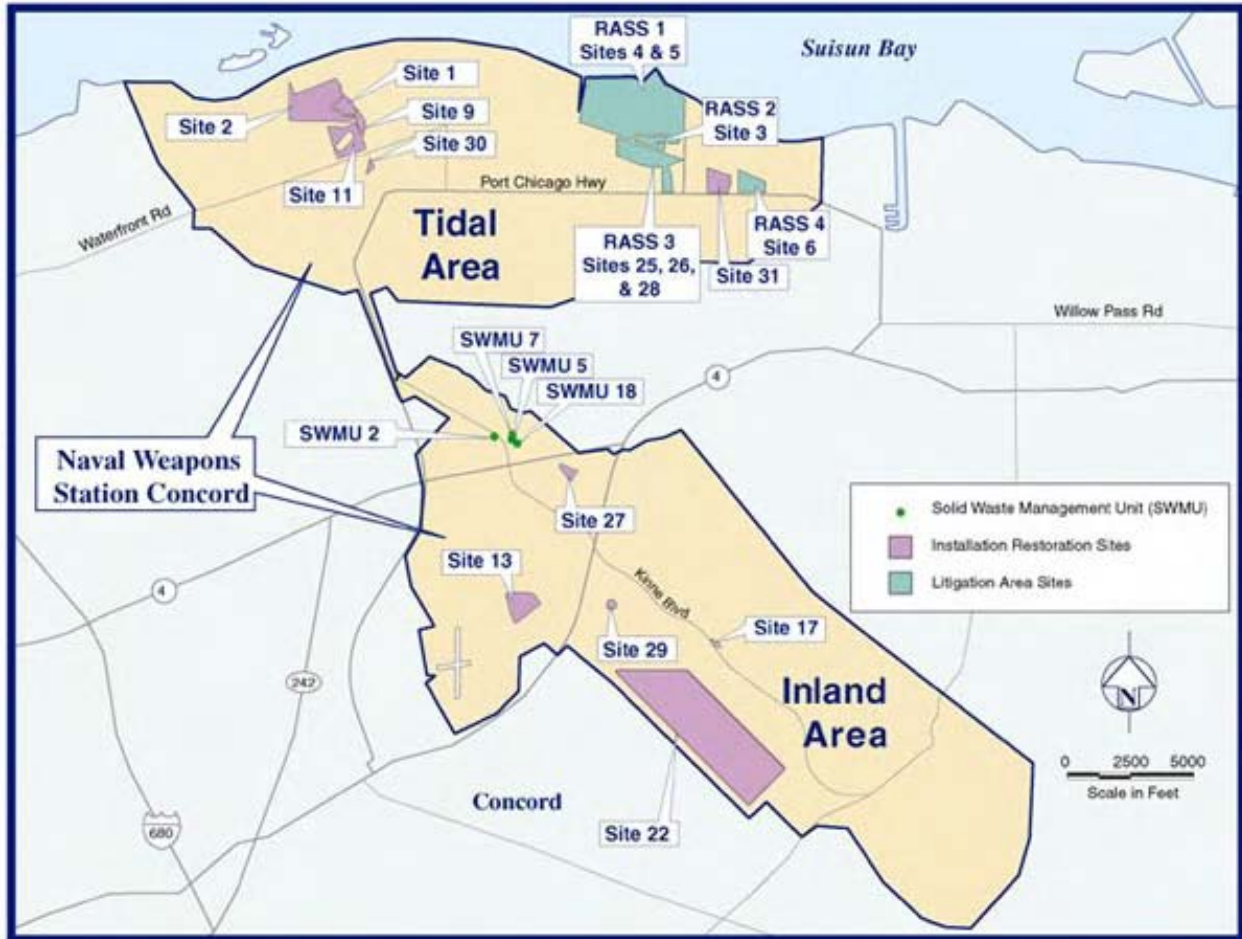 RASS 1
Sites 4 & 5
Suisun Bay
Site 1
RASS 2
Site 3
Site 9
Site 2
Site 30
Site 11
Port Chicago Hwy
Waterfront Rd
Tidal
Area
RASS 3
Sites 25, 26,
& 28
RASS 4
Site 6
Site 31
Willow Pass Rd
SWMU 7
SWMU 5
SWMU 18
4
SWMU 2
Naval Weapons
Station Concord
Site 27
Solid Waste Management Unit (SWMU)
Installation Restoration Sites
Litigation Area Sites
Site 13
4
Kinne Blvd
Site 17
Site 29
242
Inland
Area
N
0 2500 5000
Scale in Feet
Concord
Site 22
680